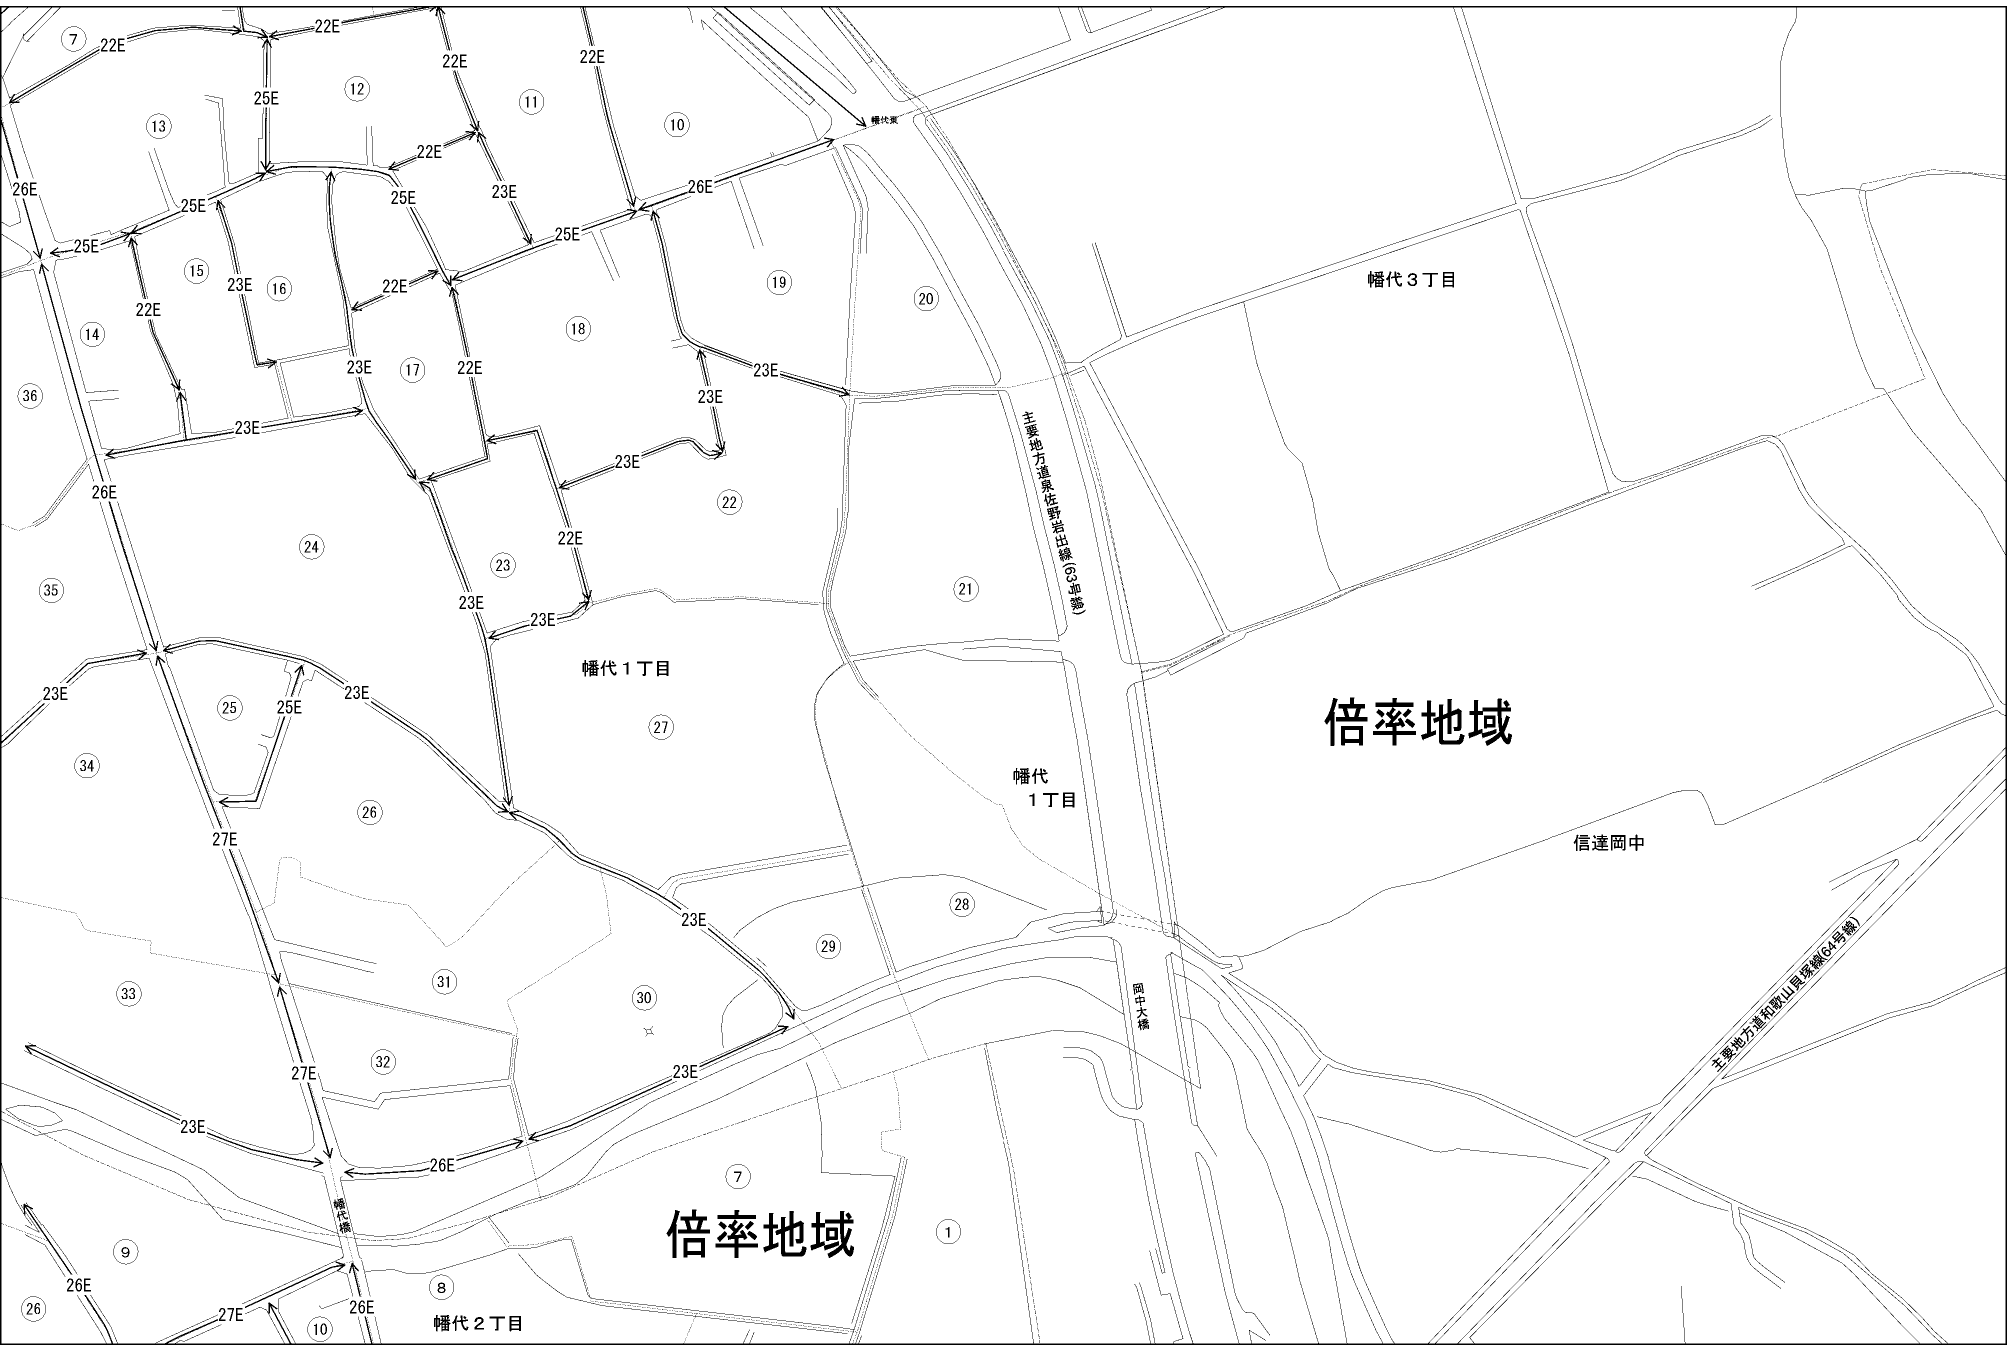 22E
22E
⑦
22E
22E
25E
⑫
⑪
⑬
⑩
幡代東
22E
26E
25E
25E
23E
26E
25E
25E
⑮
23E
⑯
22E
⑲
幡代3丁目
⑳
22E
⑭
⑱
23E
⑰
22E
23E
㊱
23E
23E
主要地方道泉佐野岩出線(63号線)
23E
26E
㉒
22E
㉔
㉓
㉟
㉑
23E
23E
幡代1丁目
23E
23E
㉕
25E
㉗
倍率地域
㉞
幡代
1丁目
㉖
27E
信達岡中
㉘
23E
㉙
主要地方道和歌山貝塚線(64号線)
㉛
㉝
㉚
岡中大橋
㉜
27E
23E
23E
26E
⑦
幡代橋
倍率地域
①
⑨
26E
⑧
㉖
27E
26E
⑩
幡代2丁目